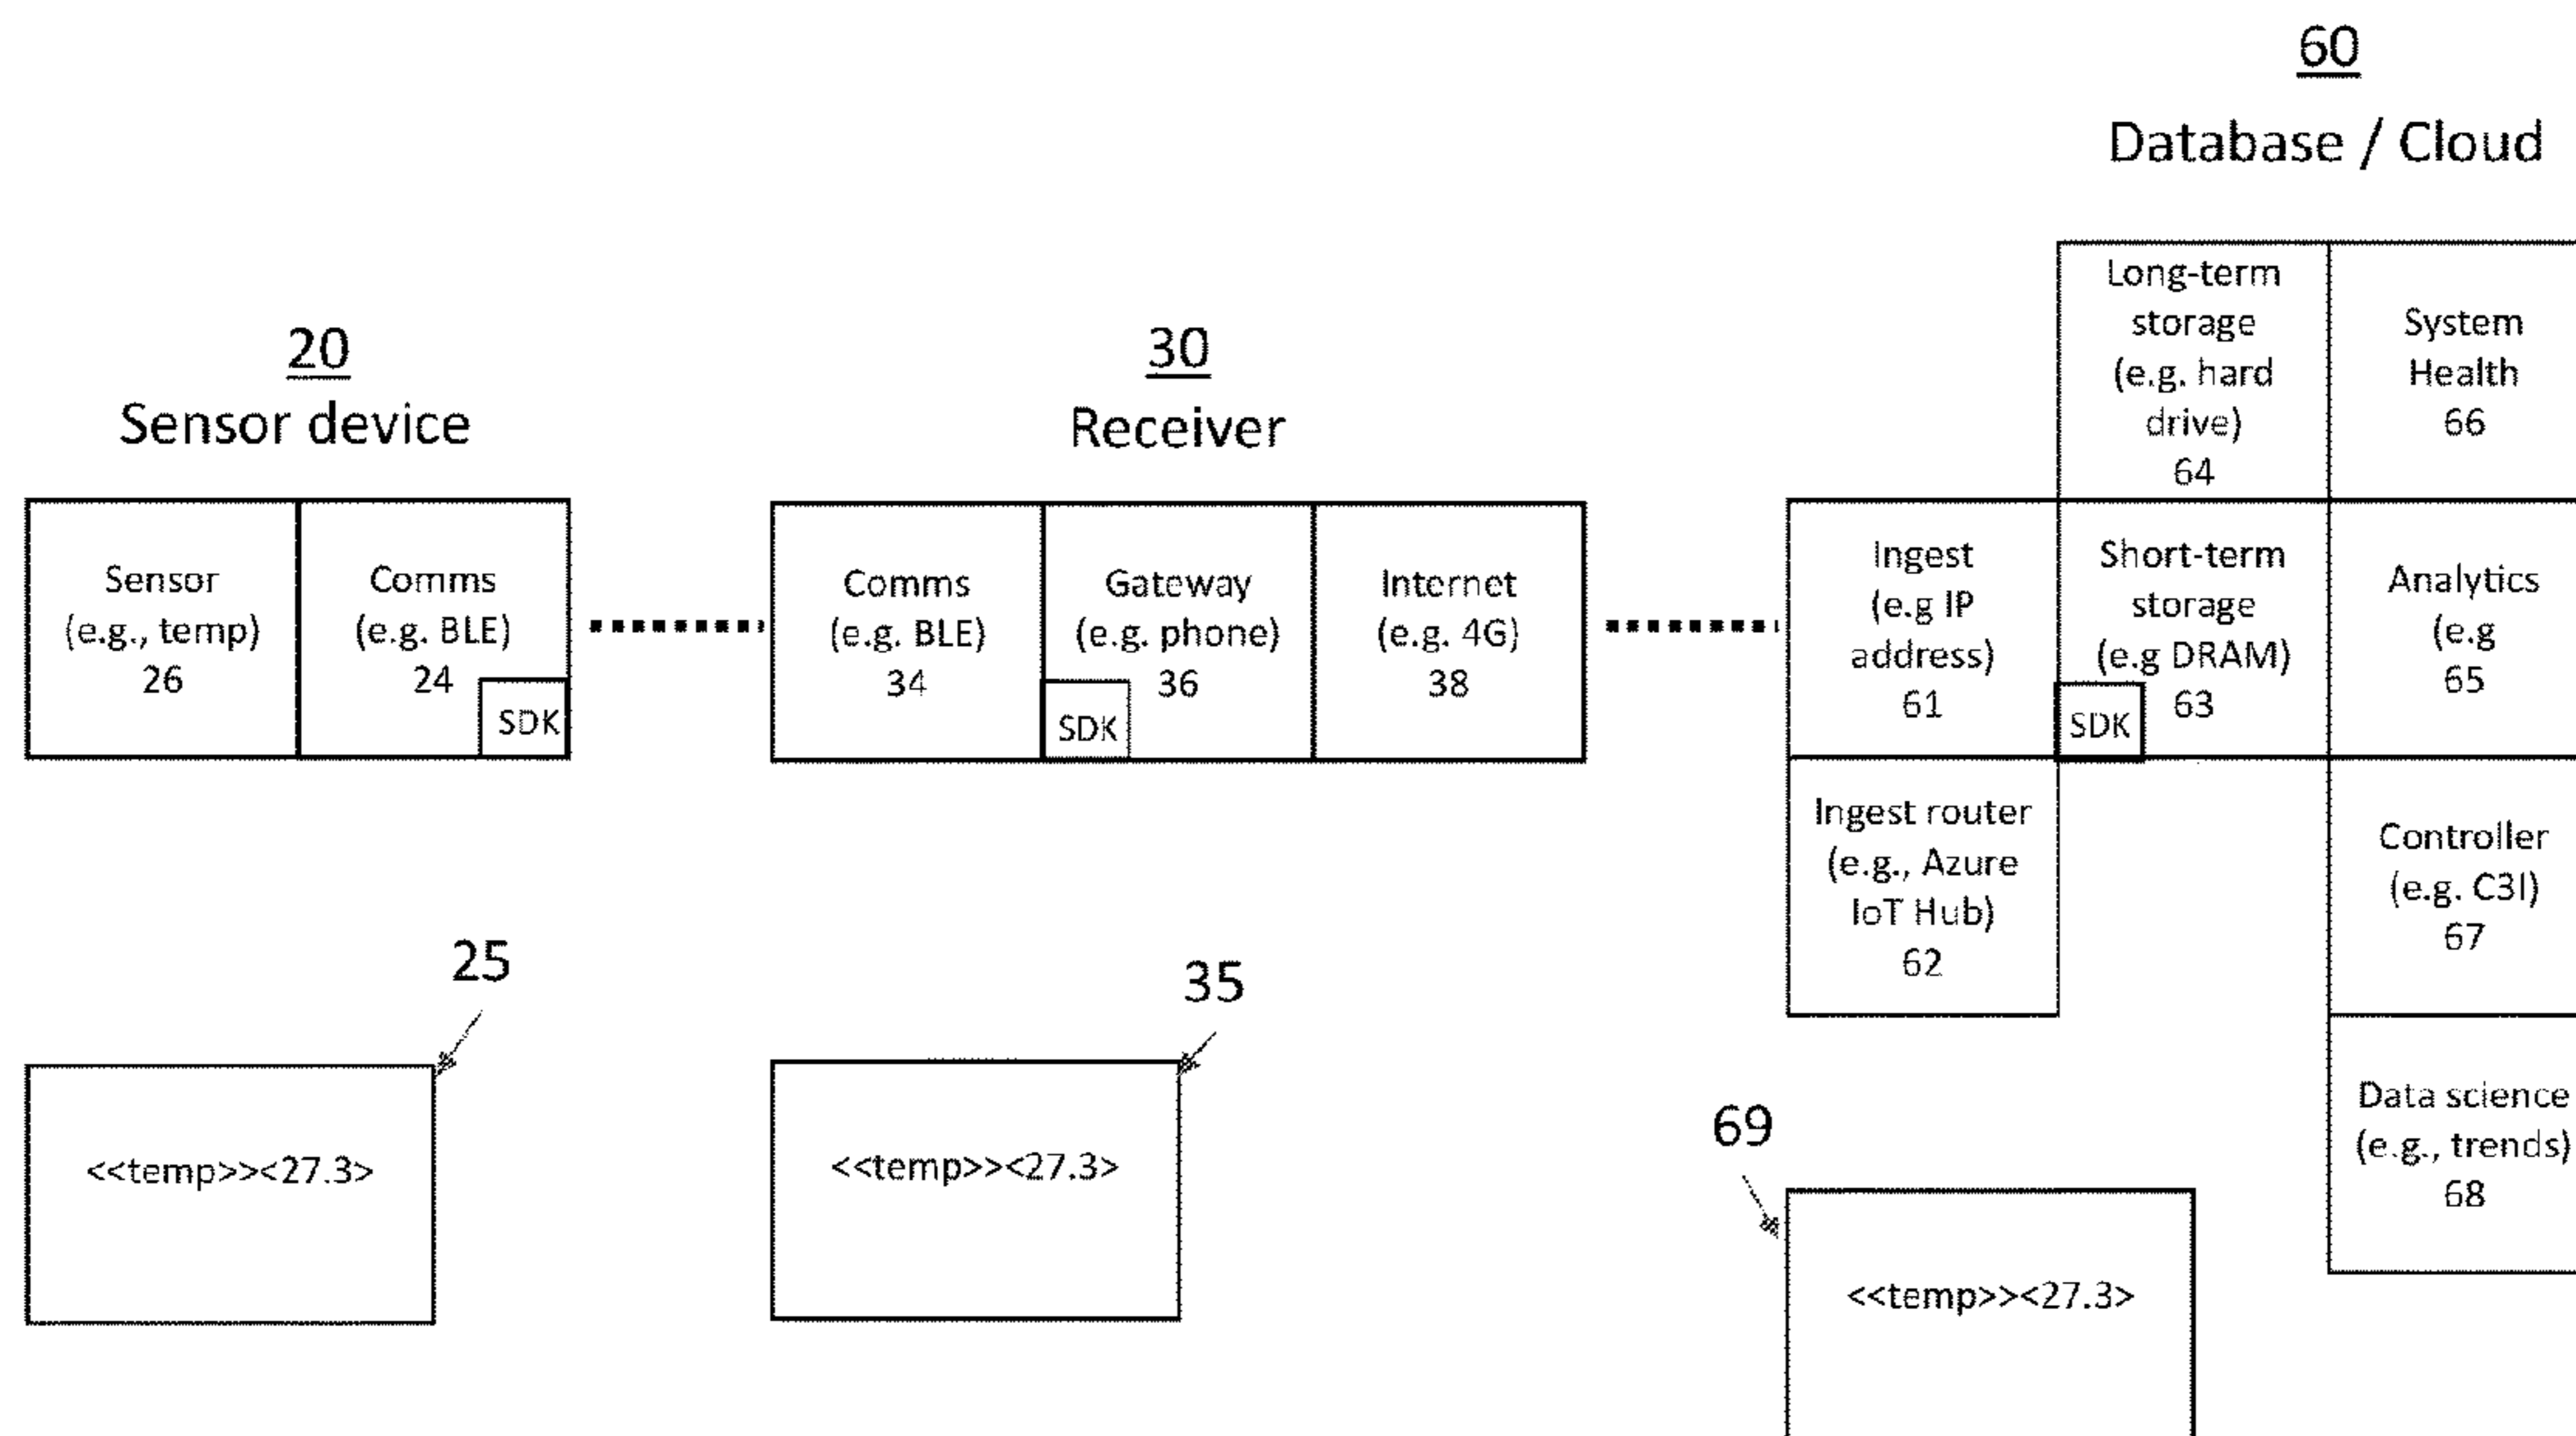 60
Database / Cloud
20
Sensor device
30
Receiver
Sensor
(e.g., temp)
26
Comms
(e.g. BLE)
24
SDK
Comms
(e.g. BLE)
34
Gateway
(e.g. phone)
36
SDK
Internet
(e.g. 4G)
38
Long-term
storage
(e.g. hard
drive)
64
System
Health
66
Ingest
(e.g IP
address)
61
Short-term
storage
(e.g DRAM)
63
SDK
Analytics
(e.g
65
Ingest router
(e.g., Azure
IoT Hub)
62
Controller
(e.g. C3I)
67
Data science
(e.g., trends)
68
25
<<temp>><27.3>
35
<<temp>><27.3>
69
<<temp>><27.3>